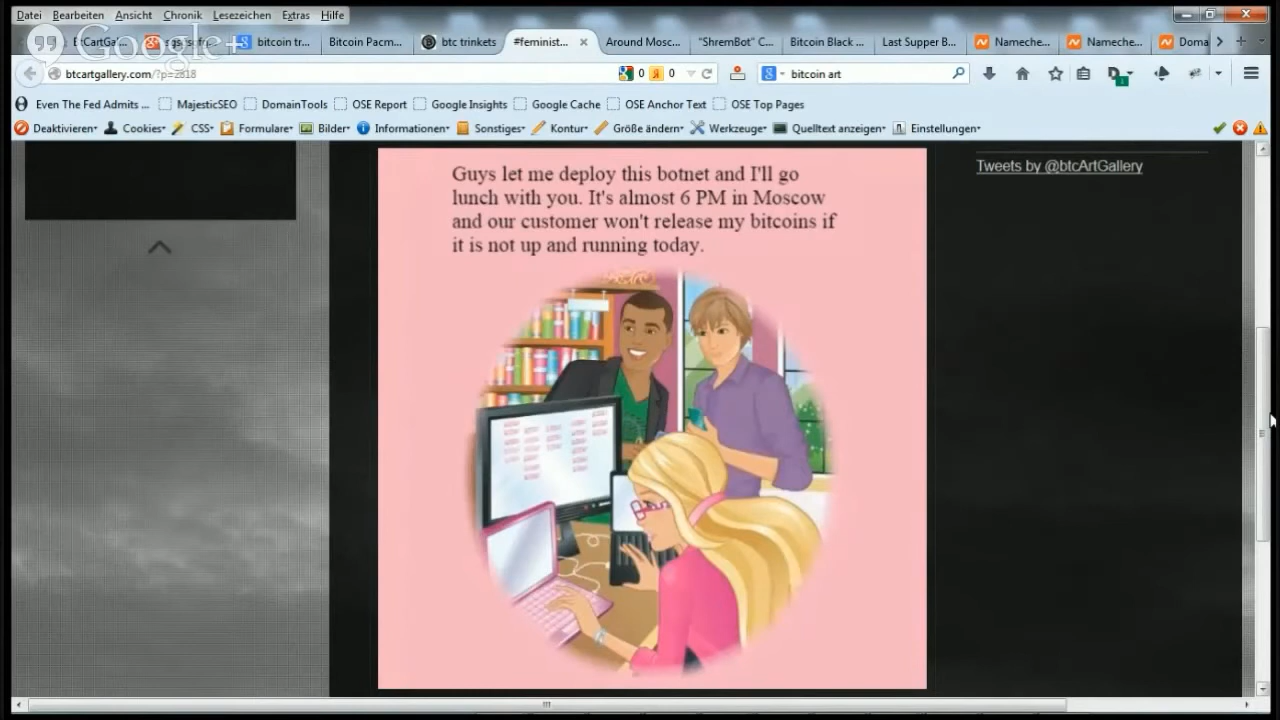 Datei Bearbeiten Ansicht Chronik Lesezeichen Extras Hilfe
Google+
BtCartGal... bitcoin tr... Bitcoin Pacm... btc trinkets #feminist... Around Mosc... "ShremBot" C... Bitcoin Black ... Last Supper B... Nameche... Nameche... Doma
btcartgallery.com/?p=2818 0 0 bitcoin art
Even The Fed Admits ... MajesticSEO DomainTools OSE Report Google Insights Google Cache OSE Anchor Text OSE Top Pages
Deaktivieren Cookies CSS Formulare Bilder Informationen Sonstiges Kontur Größe ändern Werkzeuge Quelltext anzeigen Einstellungen
Guys let me deploy this botnet and I'll go
lunch with you. It's almost 6 PM in Moscow
and our customer won't release my bitcoins if
it is not up and running today.
Tweets by @btcArtGallery